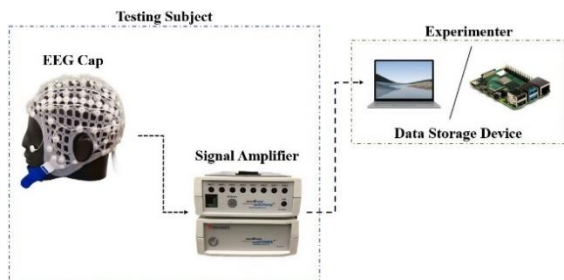 Testing Subject
Experimenter
EEG Cap
Signal Amplifier
Data Storage Device